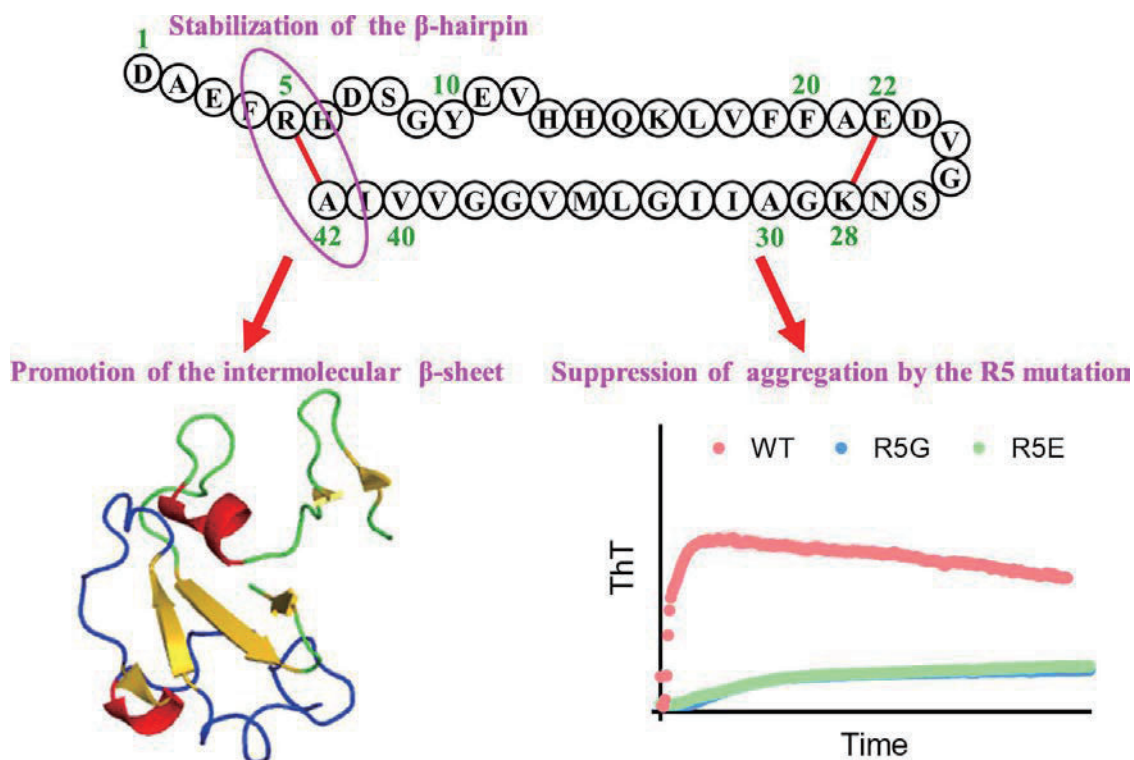 Stabilization of the β-hairpin
1
D A E F R H D S G Y E V H H Q K L V F F A E D V G
5 10 20 22
A I V V G G V M L G I I A G K N S
42 40 30 28
Promotion of the intermolecular β-sheet
Suppression of aggregation by the R5 mutation
WT R5G R5E
ThT
Time